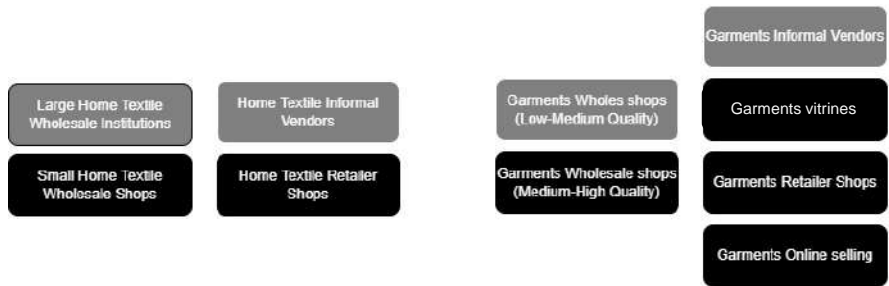 Large Home Textile
Wholesale Institutions
Small Home Textile
Wholesale Shops
Home Textile Informal
Vendors
Home Textile Retailer
Shops
Garments Wholes shops
(Low-Medium Quality)
Garments Wholesale shops
(Medium-High Quality)
Garments Informal Vendors
Garments vitrines
Garments Retailer Shops
Garments Online selling